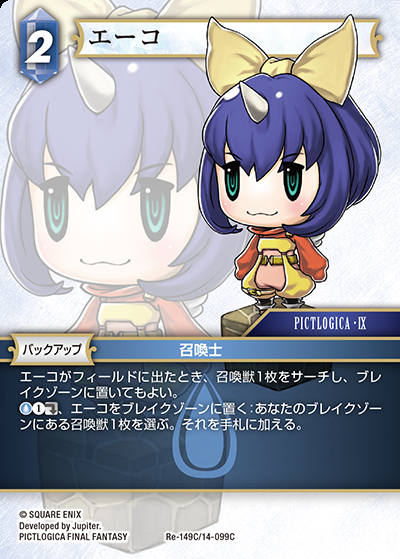 2
エーコ
PICTLOGICA・IX
バックアップ
召喚士
エーコがフィールドに出たとき、召喚獣1枚をサーチし、ブレ
イクゾーンに置いてもよい。
1、エーコをブレイクゾーンに置く：あなたのブレイクゾー
ンにある召喚獣1枚を選ぶ。それを手札に加える。
© SQUARE ENIX
Developed by Jupiter.
PICTLOGICA FINAL FANTASY
Re-149C/14-099C